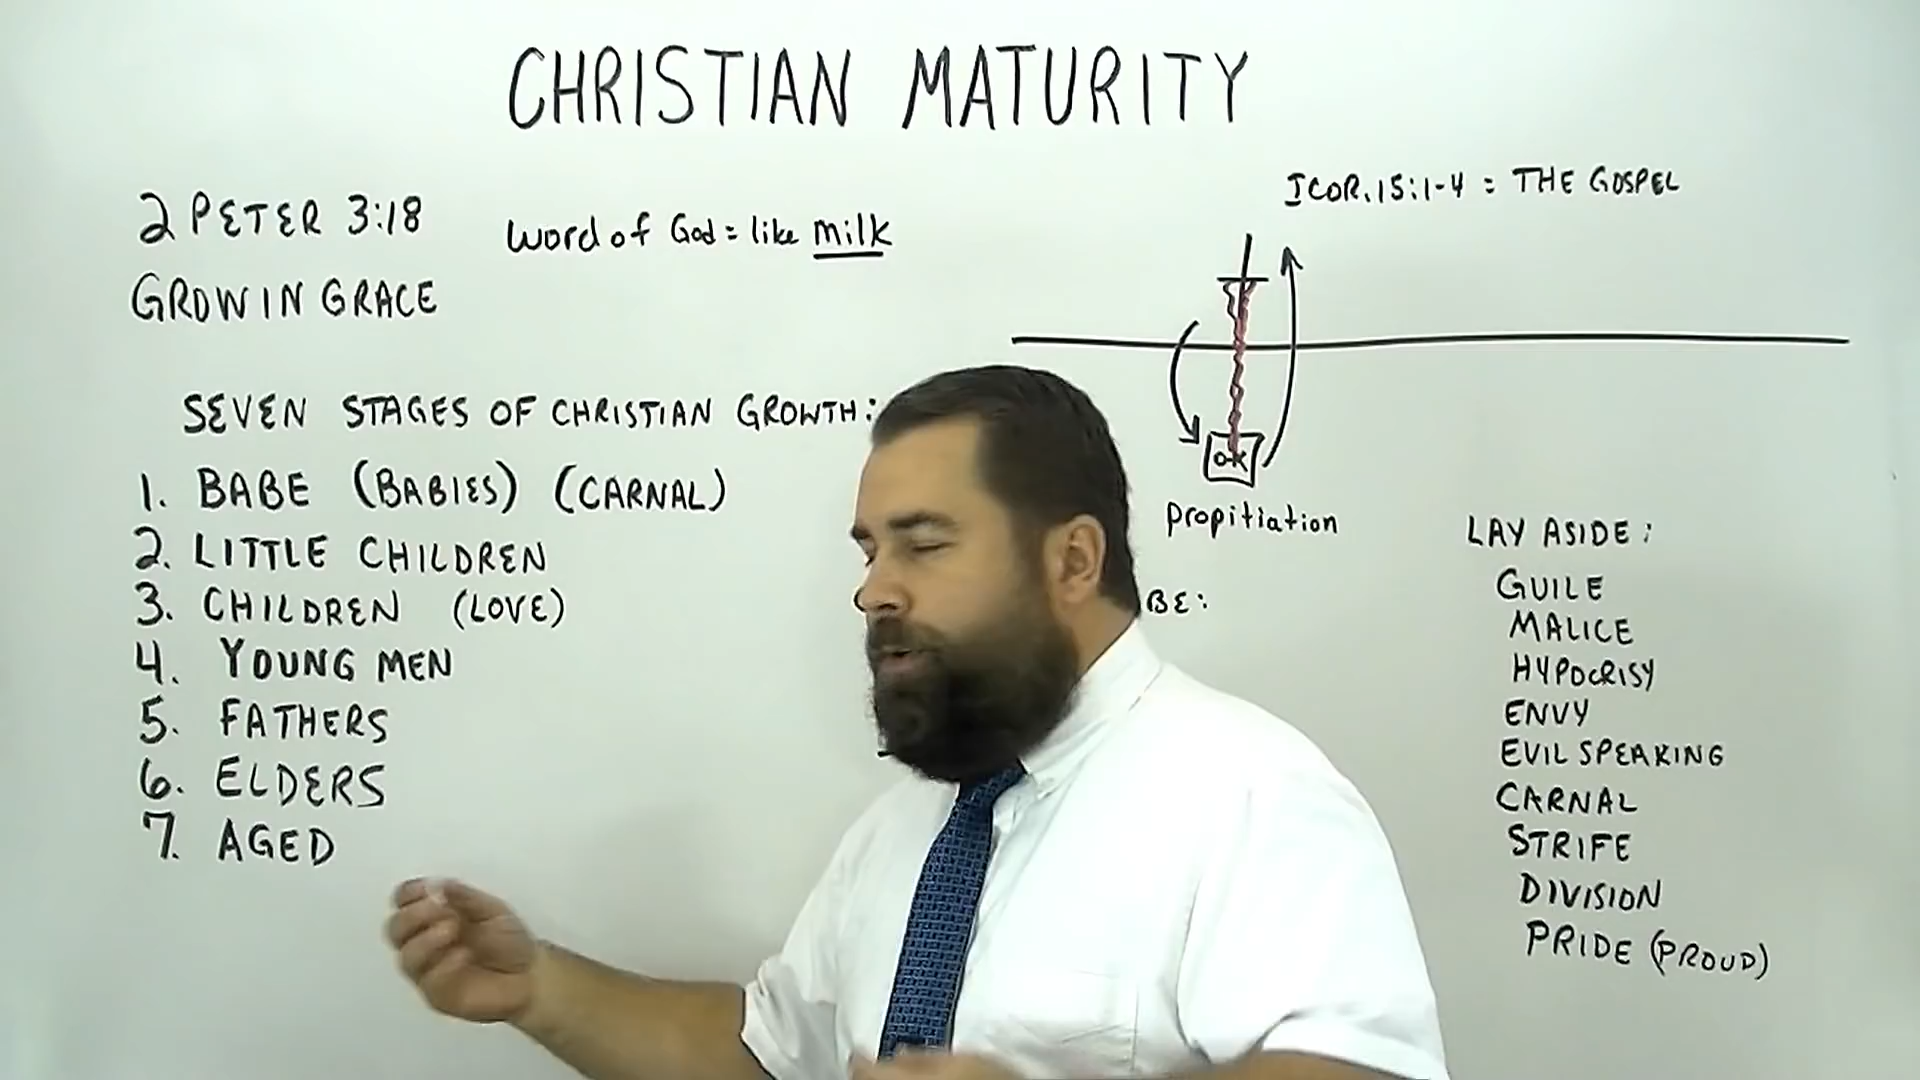 CHRISTIAN MATURITY
2 PETER 3:18
GROW IN GRACE
word of God = like milk
I COR. 15:1-4 = THE GOSPEL
O-K
Propitiation
SEVEN STAGES OF CHRISTIAN GROWTH:
1. BABE (BABIES) (CARNAL)
2. LITTLE CHILDREN
3. CHILDREN (LOVE)
4. YOUNG MEN
5. FATHERS
6. ELDERS
7. AGED
BE:
LAY ASIDE:
GUILE
MALICE
HYPOCRISY
ENVY
EVIL SPEAKING
CARNAL
STRIFE
DIVISION
PRIDE (PROUD)